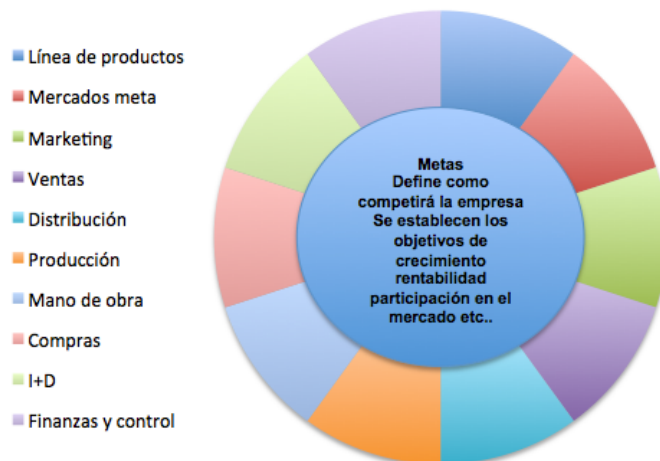 Línea de productos
Mercados meta
Marketing
Ventas
Distribución
Producción
Mano de obra
Compras
I+D
Finanzas y control
Metas
Define como
competirá la empresa
Se establecen los
objetivos de
crecimiento
rentabilidad
participación en el
mercado etc..